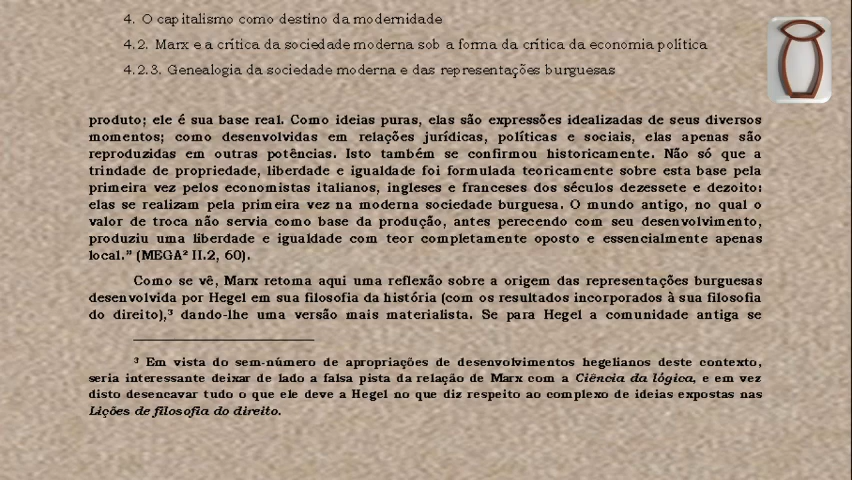 4. O capitalismo como destino da modernidade
4.2. Marx e a crítica da sociedade moderna sob a forma da crítica da economia política
4.2.3. Genealogia da sociedade moderna e das representações burguesas
produto; ele é sua base real. Como ideias puras, elas são expressões idealizadas de seus diversos
momentos; como desenvolvidas em relações jurídicas, políticas e sociais, elas apenas são
reproduzidas em outras potências. Isto também se confirmou historicamente. Não só que a
trindade de propriedade, liberdade e igualdade foi formulada teoricamente sobre esta base pela
primeira vez pelos economistas italianos, ingleses e franceses dos séculos dezessete e dezoito:
elas se realizam pela primeira vez na moderna sociedade burguesa. O mundo antigo, no qual o
valor de troca não servia como base da produção, antes perecendo com seu desenvolvimento,
produziu uma liberdade e igualdade com teor completamente oposto e essencialmente apenas
local.” (MEGA² II.2, 60).
Como se vê, Marx retoma aqui uma reflexão sobre a origem das representações burguesas
desenvolvida por Hegel em sua filosofia da história (com os resultados incorporados à sua filosofia
do direito),³ dando-lhe uma versão mais materialista. Se para Hegel a comunidade antiga se
³ Em vista do sem-número de apropriações de desenvolvimentos hegelianos deste contexto,
seria interessante deixar de lado a falsa pista da relação de Marx com a Ciência da lógica, e em vez
disto desencavar tudo o que ele deve a Hegel no que diz respeito ao complexo de ideias expostas nas
Lições de filosofia do direito.